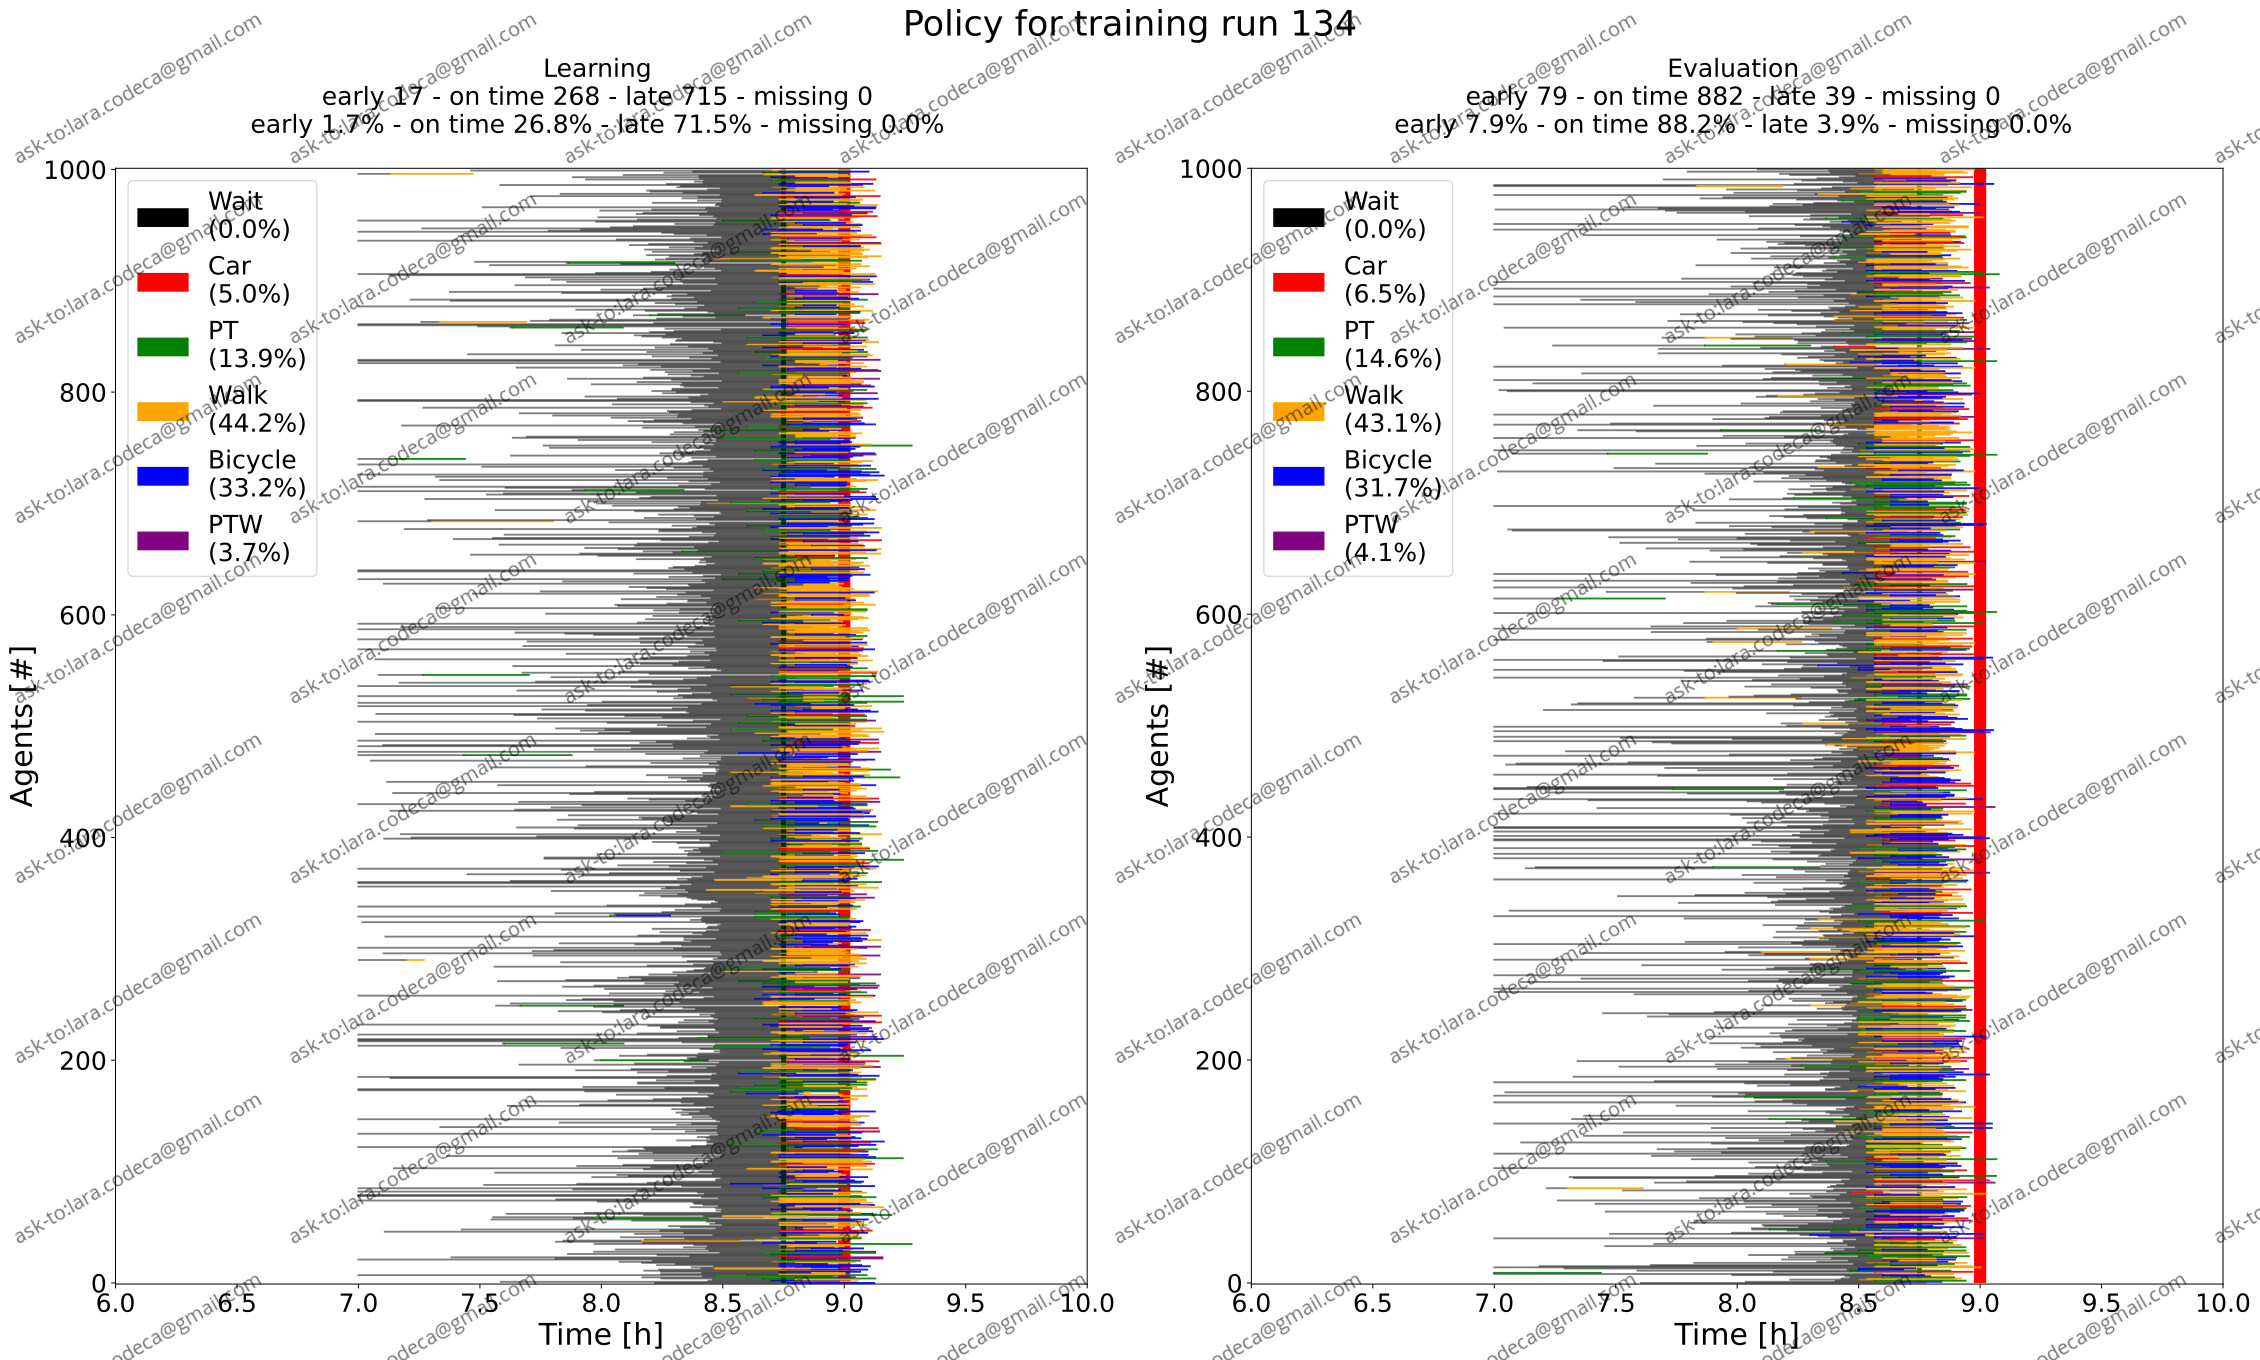 Policy for training run 134
Learning
early 17 - on time 268 - late 715 - missing 0
early 1.7% - on time 26.8% - late 71.5% - missing 0.0%
Wait
(0.0%)
Car
(5.0%)
PT
(13.9%)
Walk
(44.2%)
Bicycle
(33.2%)
PTW
(3.7%)
Agents [#]
1000
800
600
400
200
0
6.0 6.5 7.0 7.5 8.0 8.5 9.0 9.5 10.0
Time [h]
Evaluation
early 79 - on time 882 - late 39 - missing 0
early 7.9% - on time 88.2% - late 3.9% - missing 0.0%
Wait
(0.0%)
Car
(6.5%)
PT
(14.6%)
Walk
(43.1%)
Bicycle
(31.7%)
PTW
(4.1%)
Agents [#]
1000
800
600
400
200
0
6.0 6.5 7.0 7.5 8.0 8.5 9.0 9.5 10.0
Time [h]
ask-to:lara.codeca@gmail.com